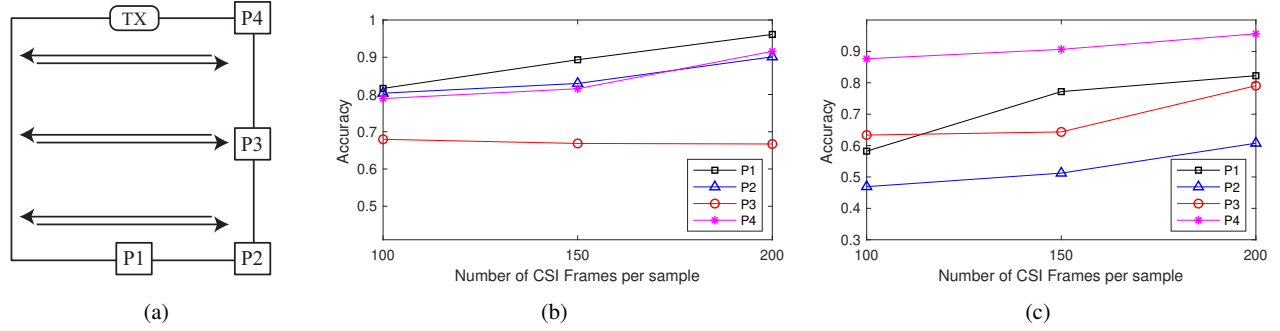 TX
P4
P3
P1
P2
(a)
1
0.9
0.8
0.7
0.6
0.5
Accuracy
100
150
200
Number of CSI Frames per sample
P1
P2
P3
P4
(b)
0.9
0.8
0.7
0.6
0.5
0.4
0.3
Accuracy
100
150
200
Number of CSI Frames per sample
P1
P2
P3
P4
(c)